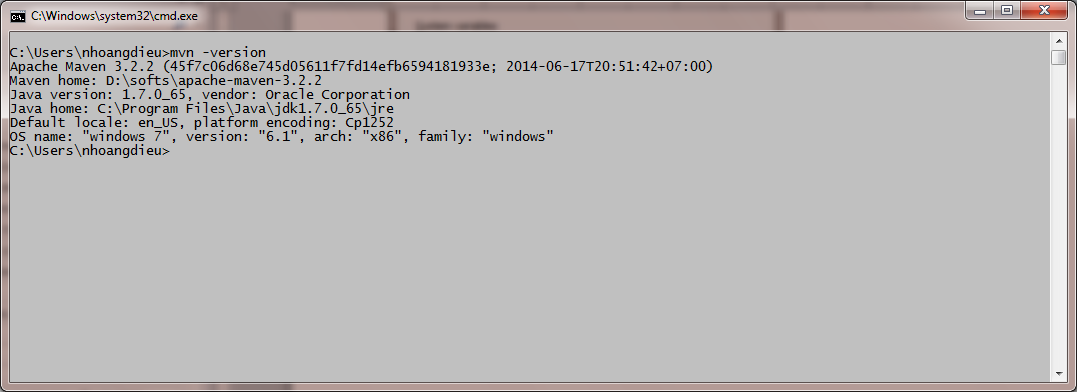 C:\Windows\system32\cmd.exe
C:\Users\nhoangdieu>mvn -version
Apache Maven 3.2.2 (45f7c06d68e745d05611f7fd14efb6594181933e; 2014-06-17T20:51:42+07:00)
Maven home: D:\softs\apache-maven-3.2.2
Java version: 1.7.0_65, vendor: Oracle Corporation
Java home: C:\Program Files\Java\jdk1.7.0_65\jre
Default locale: en_US, platform encoding: Cp1252
OS name: "windows 7", version: "6.1", arch: "x86", family: "windows"
C:\Users\nhoangdieu>